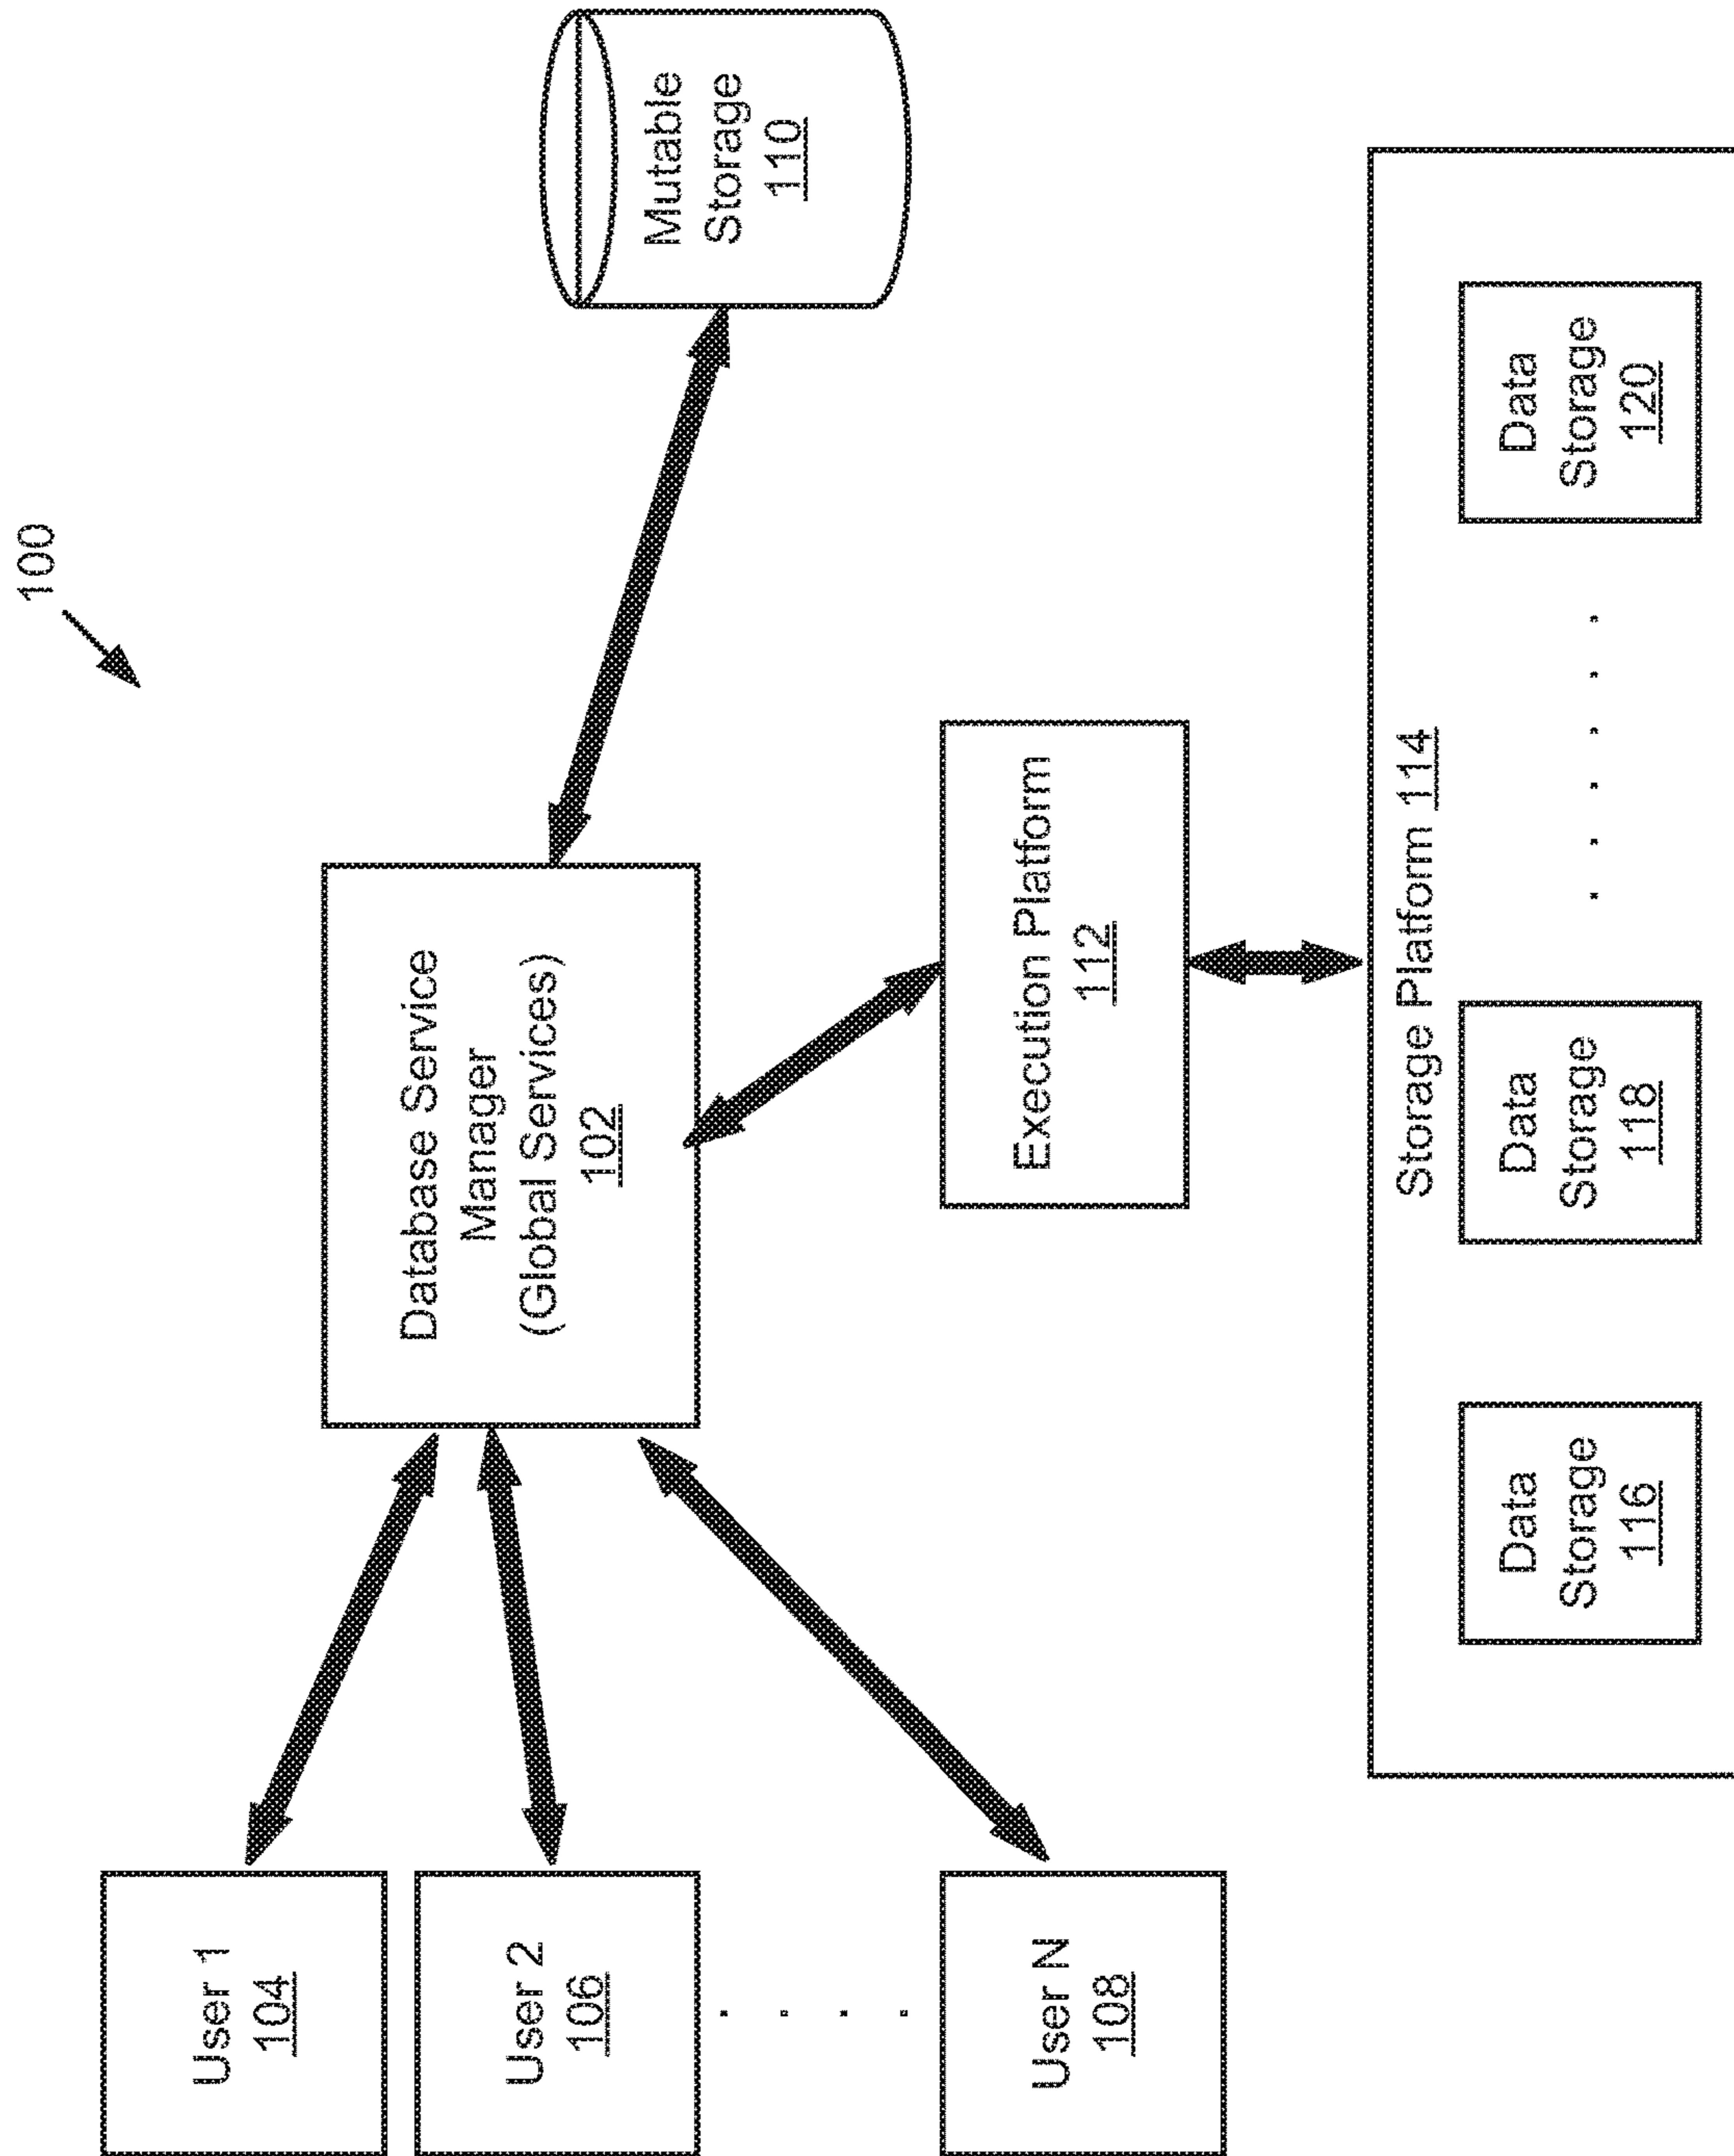 100
User 1
104
User 2
106
User N
108
Database Service
Manager
(Global Services)
102
Mutable
Storage
110
Execution Platform
112
Storage Platform 114
Data
Storage
116
Data
Storage
118
Data
Storage
120